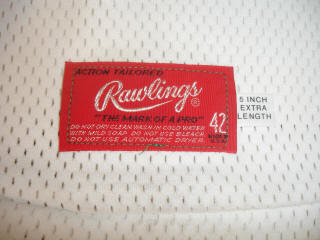 ACTION TAILORED
Rawlings®
"THE MARK OF A PRO"
DO NOT DRY CLEAN. WASH IN COLD WATER
WITH MILD SOAP. DO NOT USE BLEACH.
DO NOT USE AUTOMATIC DRYER.
42
5 INCH
EXTRA
LENGTH